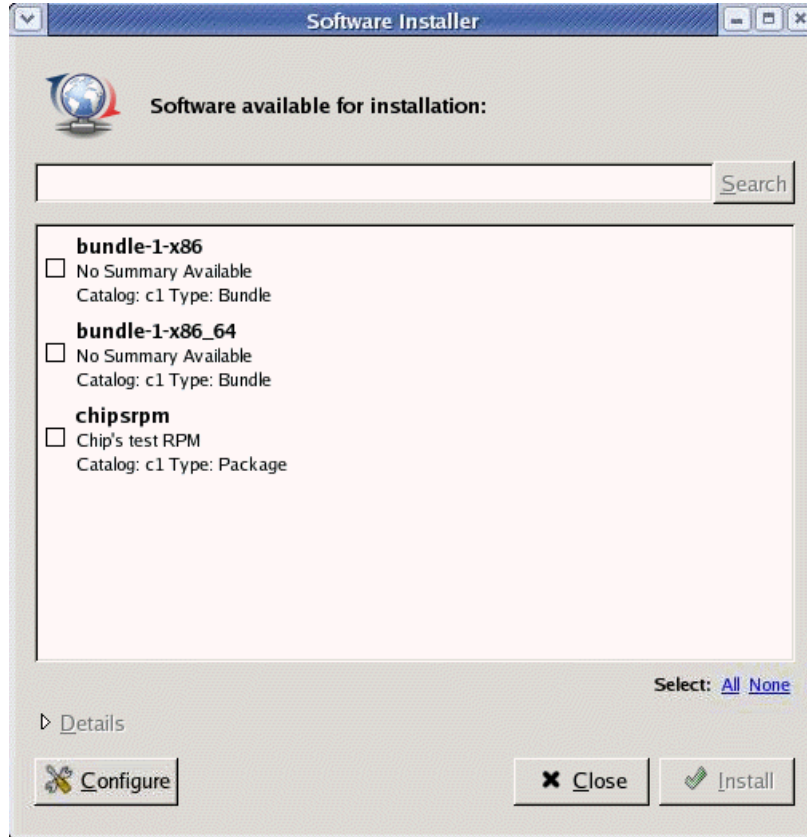 Software Installer
Software available for installation:
Search
bundle-1-x86
No Summary Available
Catalog: c1 Type: Bundle
bundle-1-x86_64
No Summary Available
Catalog: c1 Type: Bundle
chipsrpm
Chip's test RPM
Catalog: c1 Type: Package
Select: All None
Details
Configure Close Install